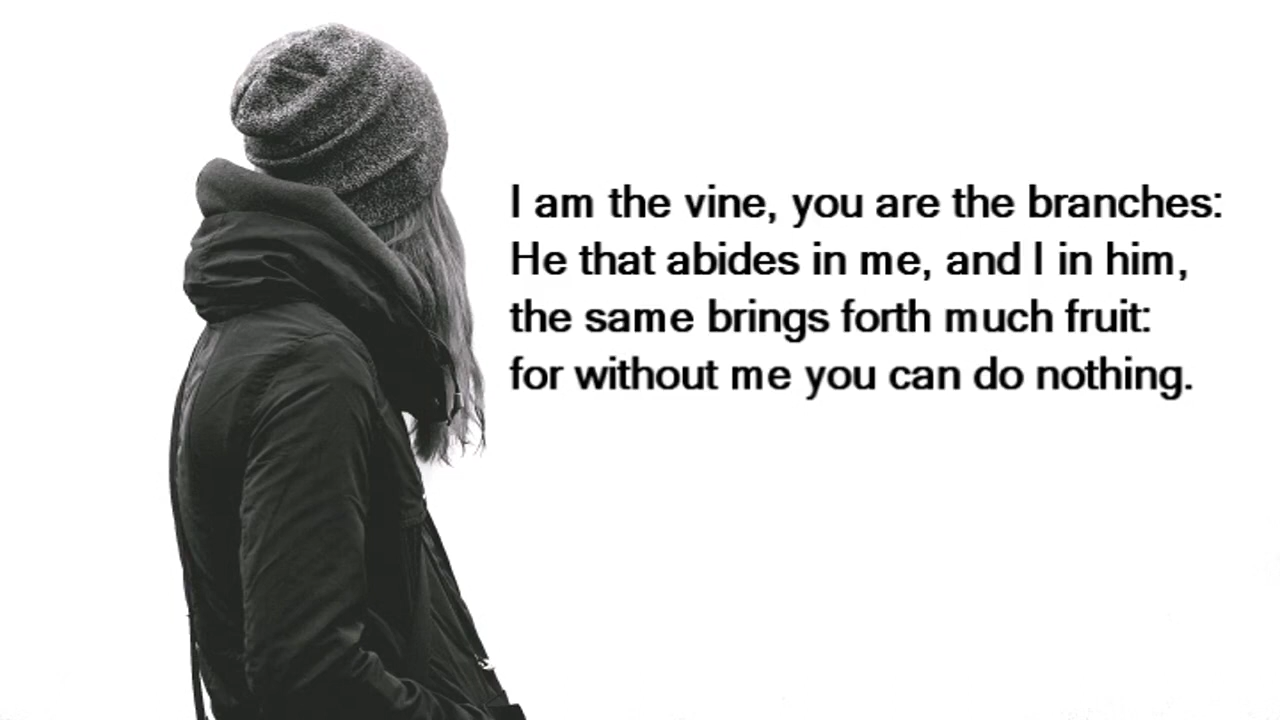 I am the vine, you are the branches:
He that abides in me, and I in him,
the same brings forth much fruit:
for without me you can do nothing.